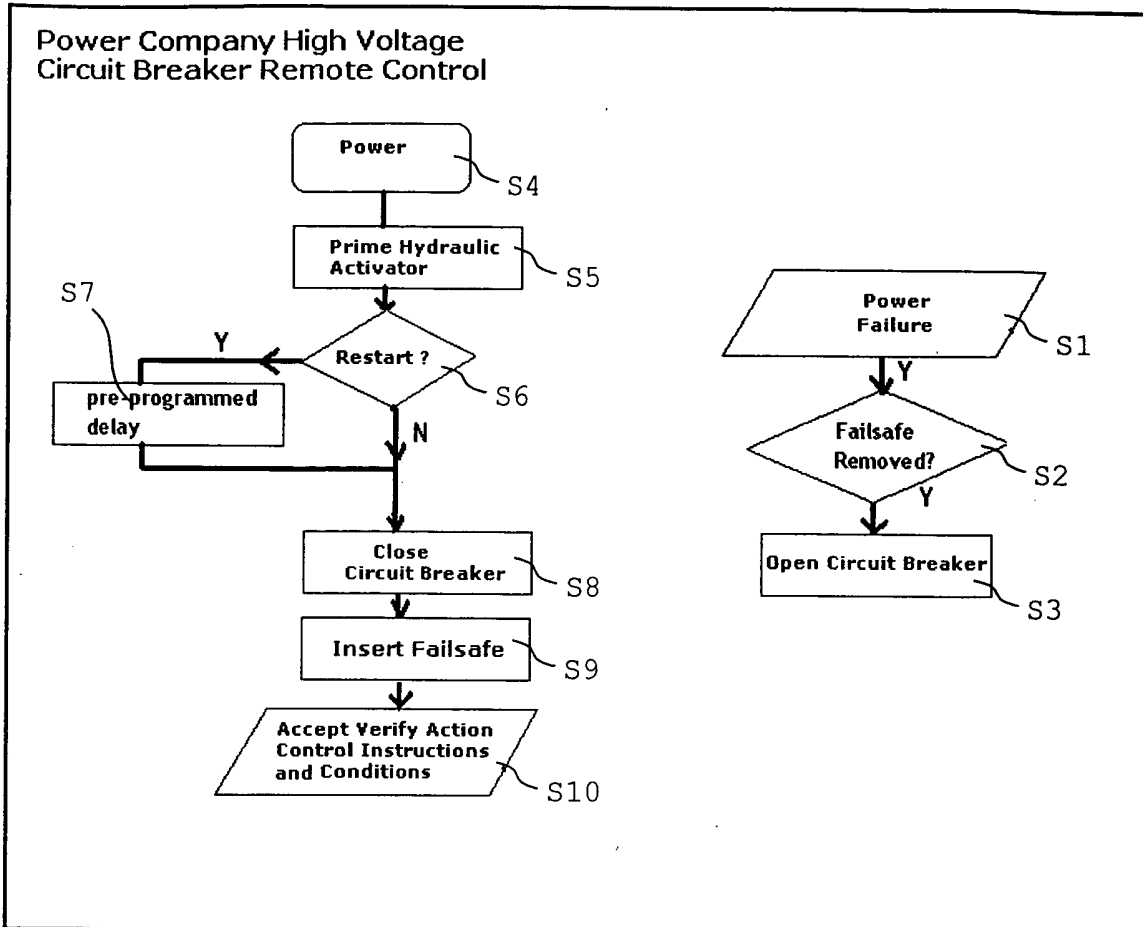 Power Company High Voltage
Circuit Breaker Remote Control
Power
S4
Prime Hydraulic
Activator
S5
S7
Y
Restart ?
S6
pre-programmed
delay
N
Close
Circuit Breaker
S8
Insert Failsafe
S9
Accept Verify Action
Control Instructions
and Conditions
S10
Power
Failure
S1
Y
Failsafe
Removed?
S2
Y
Open Circuit Breaker
S3